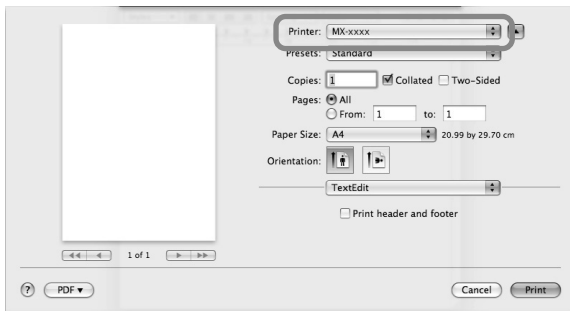 Printer: MX-xxxx
Presets: Standard
Copies: 1 Collated Two-Sided
Pages: All
From: 1 to: 1
Paper Size: A4 20.99 by 29.70 cm
Orientation:
TextEdit
Print header and footer
1 of 1
? PDF Cancel Print